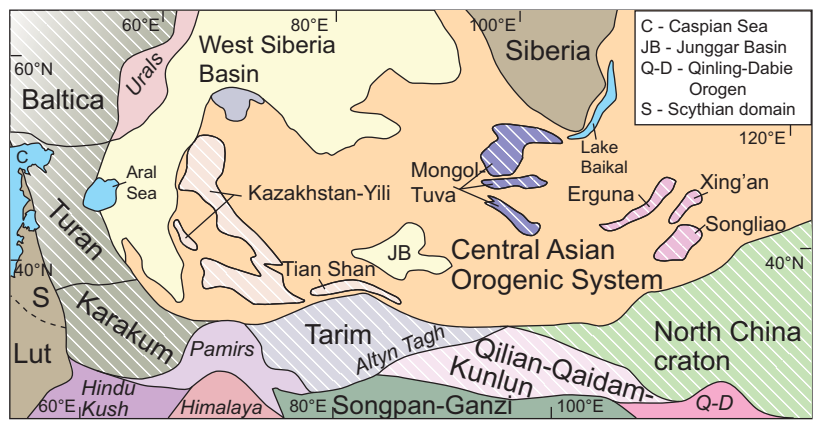 60°E
80°E
100°E
C - Caspian Sea
JB - Junggar Basin
Q-D - Qinling-Dabie
Orogen
S - Scythian domain
West Siberia
Basin
Siberia
60°N
Urals
Baltica
120°E
C
Aral
Sea
Lake
Baikal
Mongol-
Tuva
Kazakhstan-Yili
Erguna
Xing’an
Songliao
Turan
JB
Central Asian
Orogenic System
Tian Shan
40°N
40°N
S
Karakum
Lut
Pamirs
Tarim
Altyn Tagh
North China
craton
Qilian-Qaidam-
Kunlun
Hindu
Kush
60°E
Himalaya
80°E
Songpan-Ganzi
100°E
Q-D